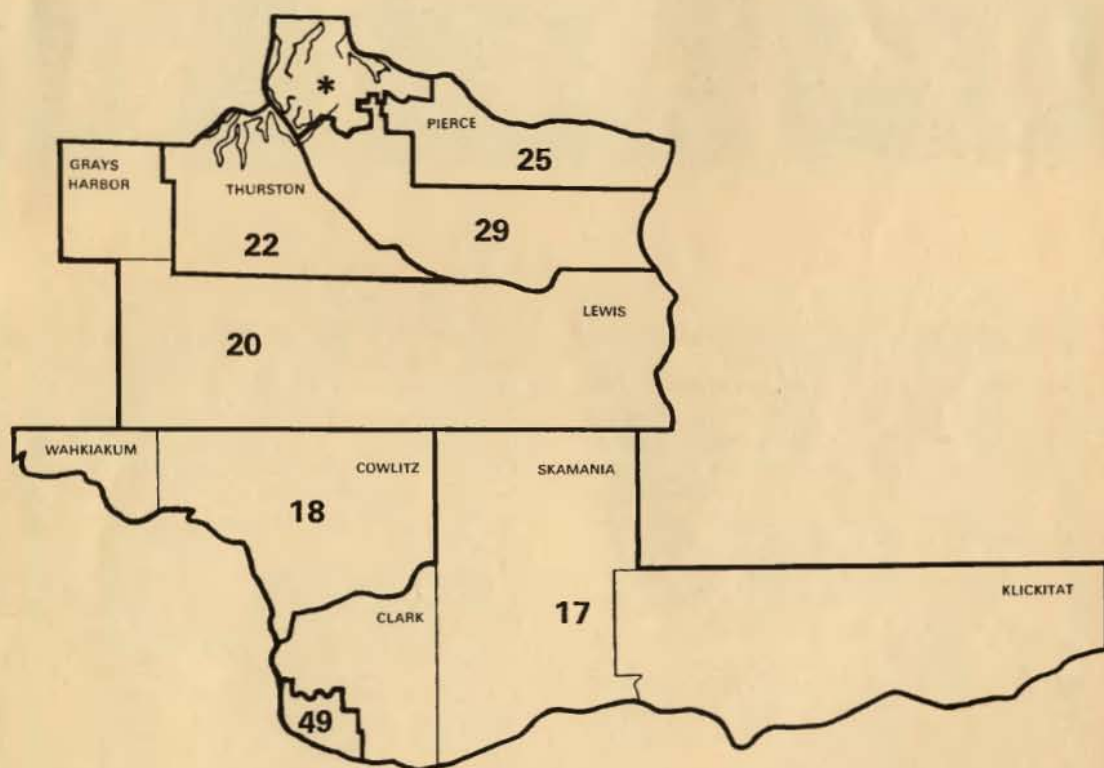 *
PIERCE
25
GRAYS
HARBOR
THURSTON
22
29
LEWIS
20
WAHKIAKUM
COWLITZ
SKAMANIA
18
17
KLICKITAT
CLARK
49